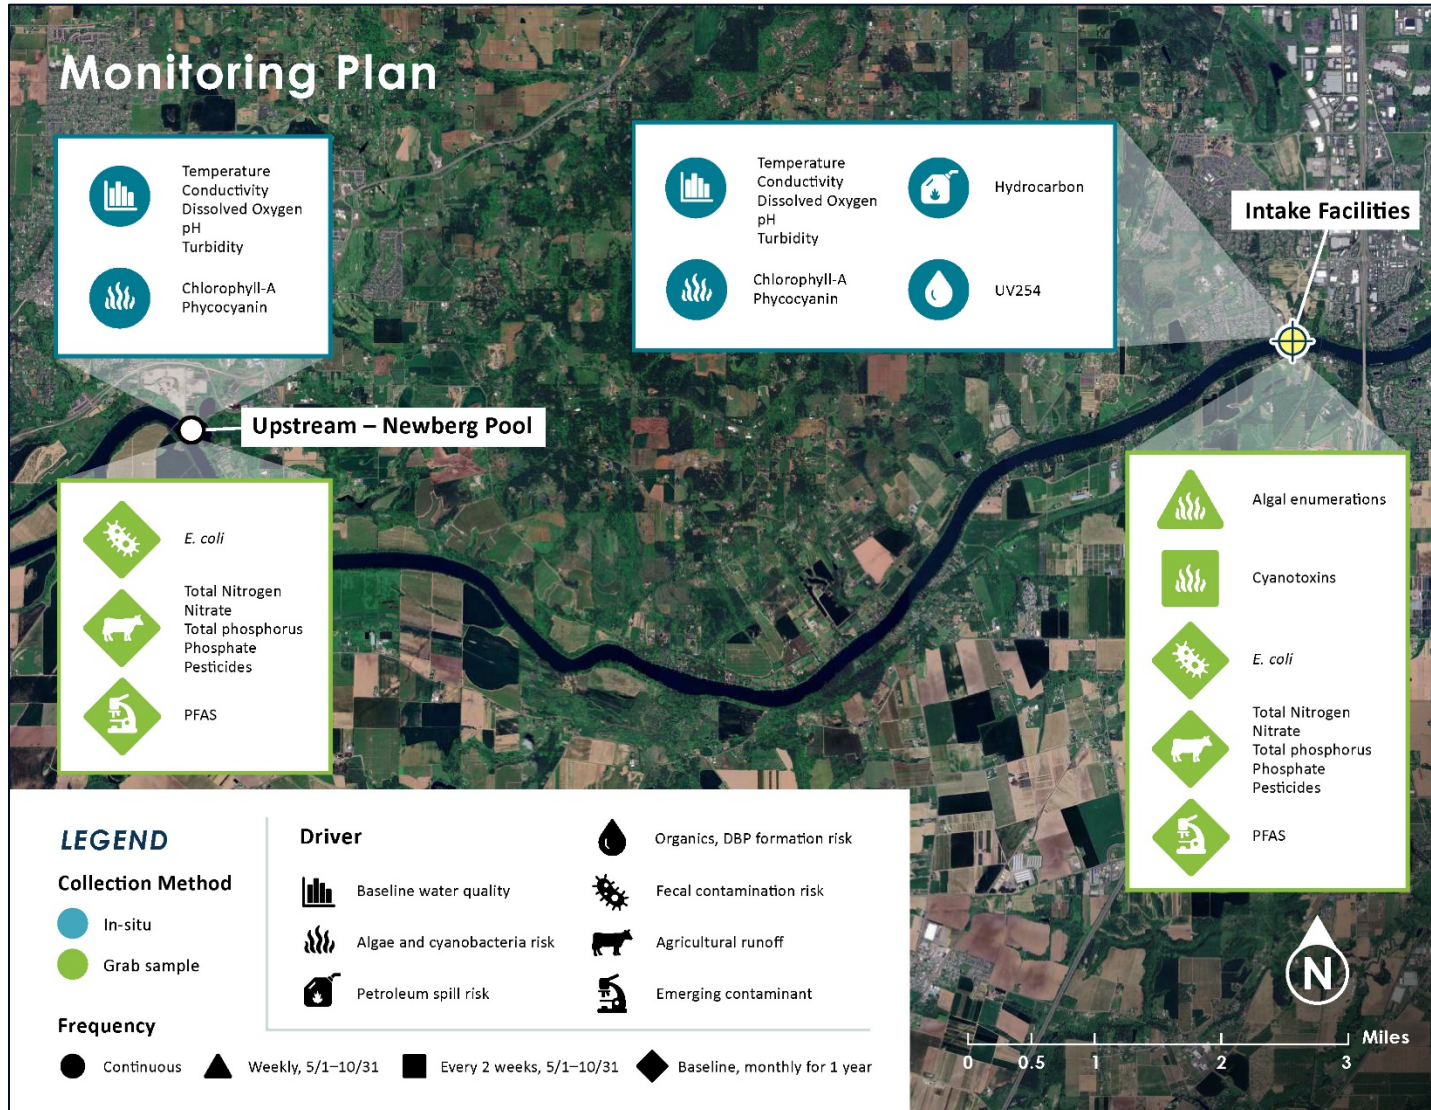 Monitoring Plan
Temperature
Conductivity
Dissolved Oxygen
pH
Turbidity
Chlorophyll-A
Phycocyanin
Temperature
Conductivity
Dissolved Oxygen
pH
Turbidity
Chlorophyll-A
Phycocyanin
Hydrocarbon
UV254
Intake Facilities
Upstream – Newberg Pool
E. coli
Total Nitrogen
Nitrate
Total phosphorus
Phosphate
Pesticides
PFAS
Algal enumerations
Cyanotoxins
E. coli
Total Nitrogen
Nitrate
Total phosphorus
Phosphate
Pesticides
PFAS
LEGEND
Collection Method
In-situ
Grab sample
Driver
Baseline water quality
Algae and cyanobacteria risk
Petroleum spill risk
Organics, DBP formation risk
Fecal contamination risk
Agricultural runoff
Emerging contaminant
Frequency
Continuous
Weekly, 5/1–10/31
Every 2 weeks, 5/1–10/31
Baseline, monthly for 1 year
N
Miles
0 0.5 1 2 3